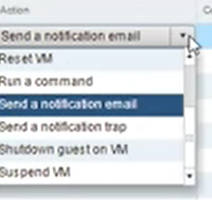 Action
Send a notification email
Reset VM
Run a command
Send a notification email
Send a notification trap
Shutdown guest on VM
Suspend VM